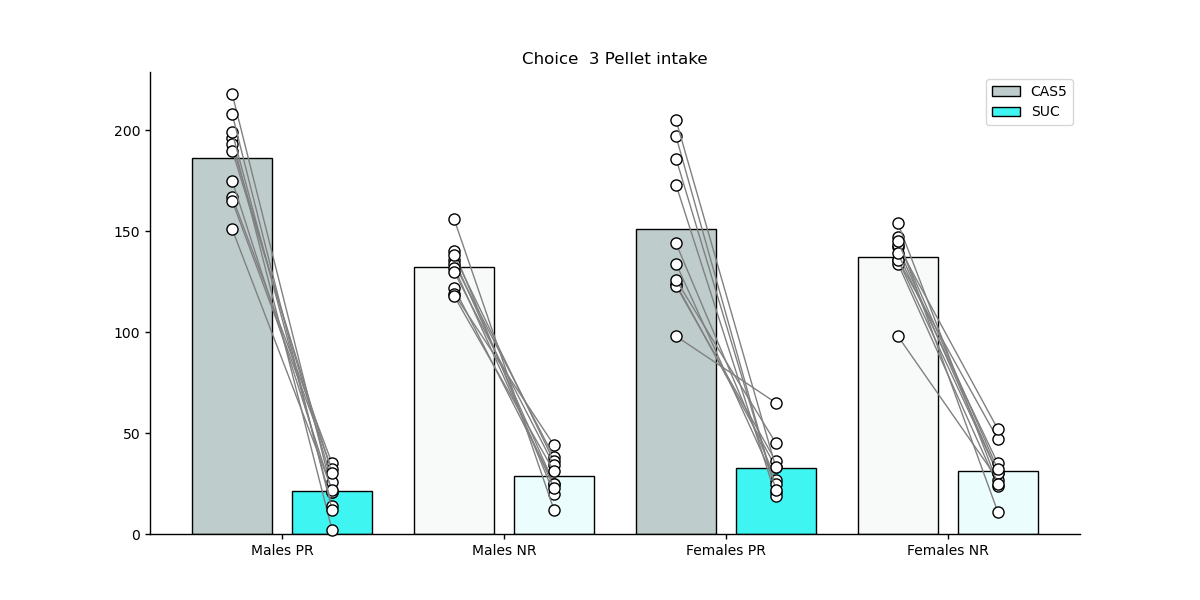 Choice  3 Pellet intake
CAS5
SUC
200
150
100
50
0
Males PR
Males NR
Females PR
Females NR